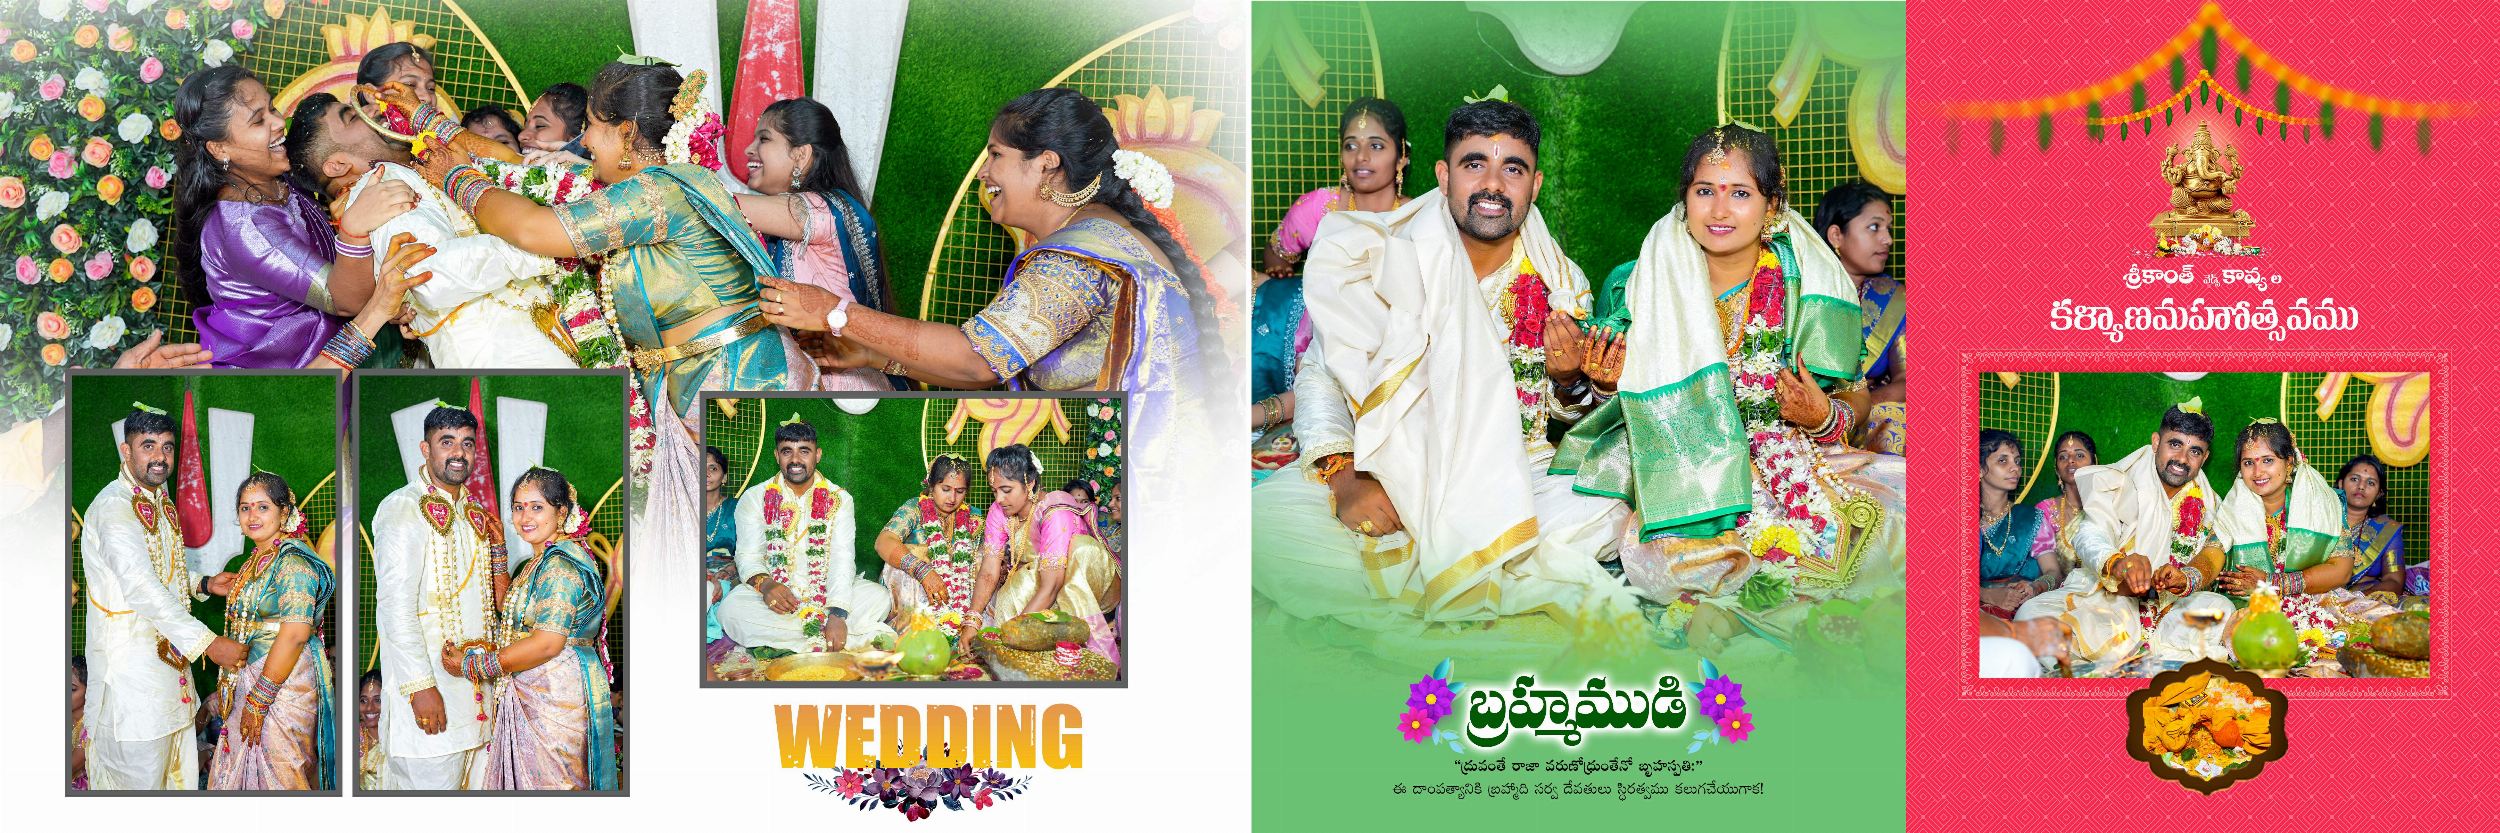 WEDDING
బ్రహ్మముడి
“ధ్రువంతే రాజా వరుణోధ్రుంతేనో బృహస్పతిః”
ఈ దాంపత్యానికి బ్రహ్మాది సర్వ దేవతలు స్థిరత్వము కలుగచేయుగాక!
శ్రీకాంత్ వెడ్స్ కావ్య ల
కళ్యాణమహోత్సవము